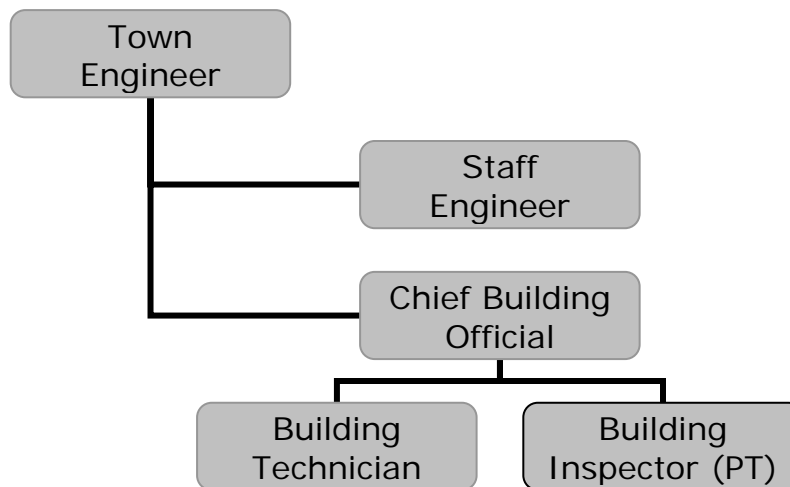 Town
Engineer
Staff
Engineer
Chief Building
Official
Building
Technician
Building
Inspector (PT)